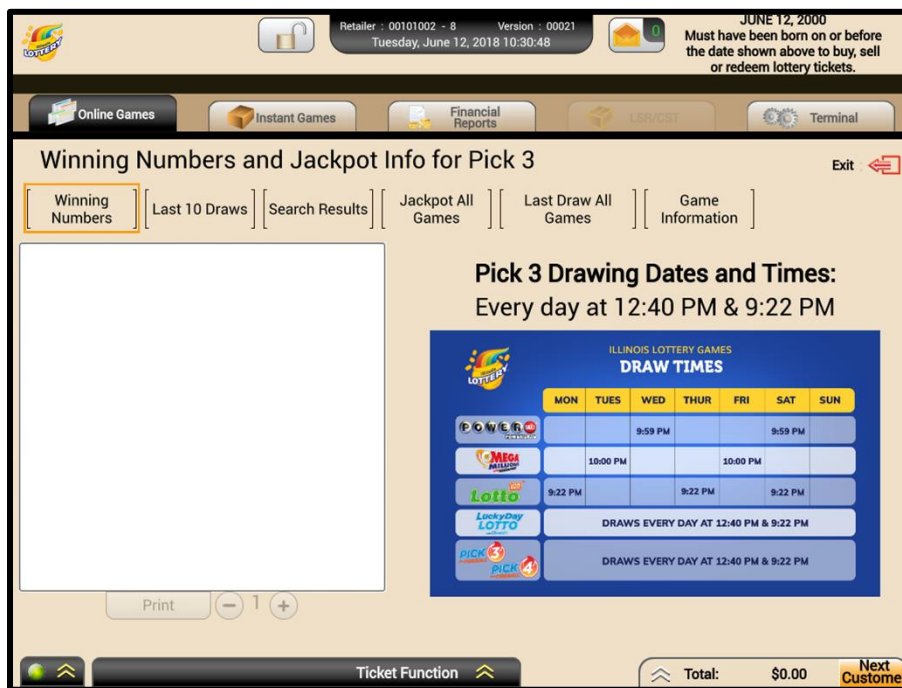 LOTTERY
Retailer : 00101002 - 8 Version : 00021
Tuesday, June 12, 2018 10:30:48
0
JUNE 12, 2000
Must have been born on or before
the date shown above to buy, sell
or redeem lottery tickets.
Online Games
Instant Games
Financial
Reports
LSR/CST
Terminal
Winning Numbers and Jackpot Info for Pick 3
Exit
Winning
Numbers
Last 10 Draws
Search Results
Jackpot All
Games
Last Draw All
Games
Game
Information
Pick 3 Drawing Dates and Times:
Every day at 12:40 PM & 9:22 PM
LOTTERY
ILLINOIS LOTTERY GAMES
DRAW TIMES
MON TUES WED THUR FRI SAT SUN
POWERBALL
9:59 PM 9:59 PM
MEGA
MILLIONS
10:00 PM 10:00 PM
Lotto
9:22 PM 9:22 PM 9:22 PM
LuckyDay
LOTTO
DRAWS EVERY DAY AT 12:40 PM & 9:22 PM
PICK 3
PICK 4
DRAWS EVERY DAY AT 12:40 PM & 9:22 PM
Print
1
Ticket Function
Total: $0.00
Next
Custome